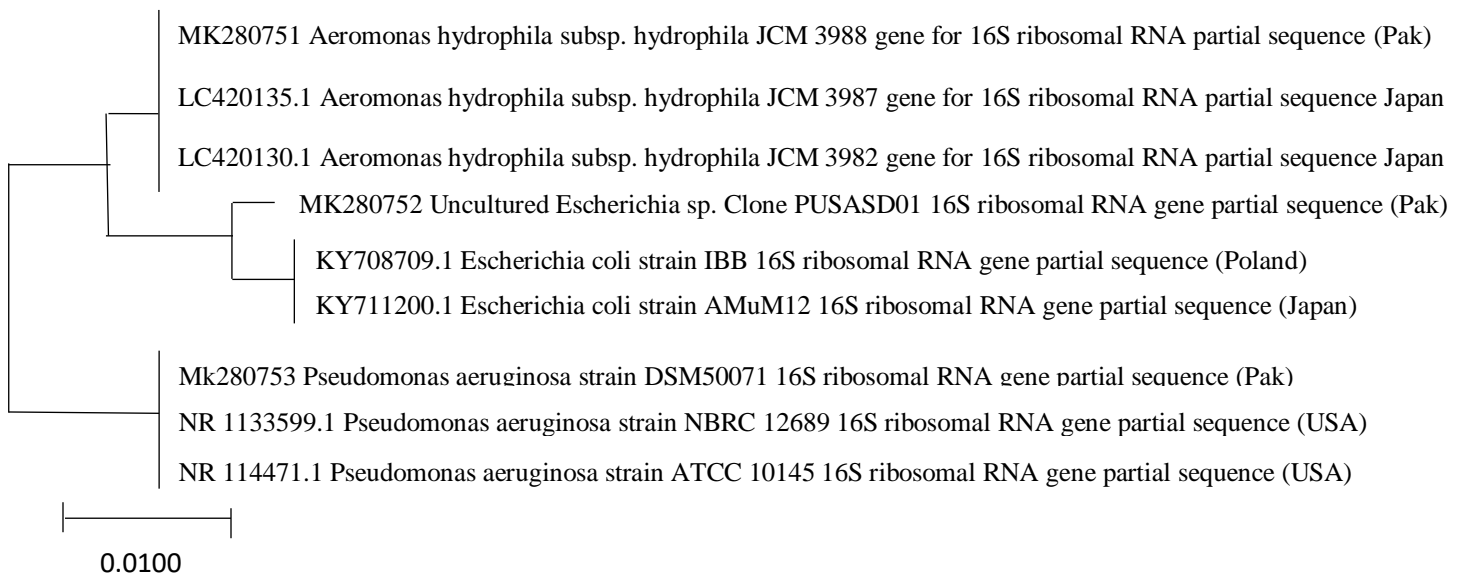 MK280751 Aeromonas hydrophila subsp. hydrophila JCM 3988 gene for 16S ribosomal RNA partial sequence (Pak)
LC420135.1 Aeromonas hydrophila subsp. hydrophila JCM 3987 gene for 16S ribosomal RNA partial sequence Japan
LC420130.1 Aeromonas hydrophila subsp. hydrophila JCM 3982 gene for 16S ribosomal RNA partial sequence Japan
MK280752 Uncultured Escherichia sp. Clone PUSASD01 16S ribosomal RNA gene partial sequence (Pak)
KY708709.1 Escherichia coli strain IBB 16S ribosomal RNA gene partial sequence (Poland)
KY711200.1 Escherichia coli strain AMuM12 16S ribosomal RNA gene partial sequence (Japan)
Mk280753 Pseudomonas aeruginosa strain DSM50071 16S ribosomal RNA gene partial sequence (Pak)
NR 1133599.1 Pseudomonas aeruginosa strain NBRC 12689 16S ribosomal RNA gene partial sequence (USA)
NR 114471.1 Pseudomonas aeruginosa strain ATCC 10145 16S ribosomal RNA gene partial sequence (USA)
0.0100